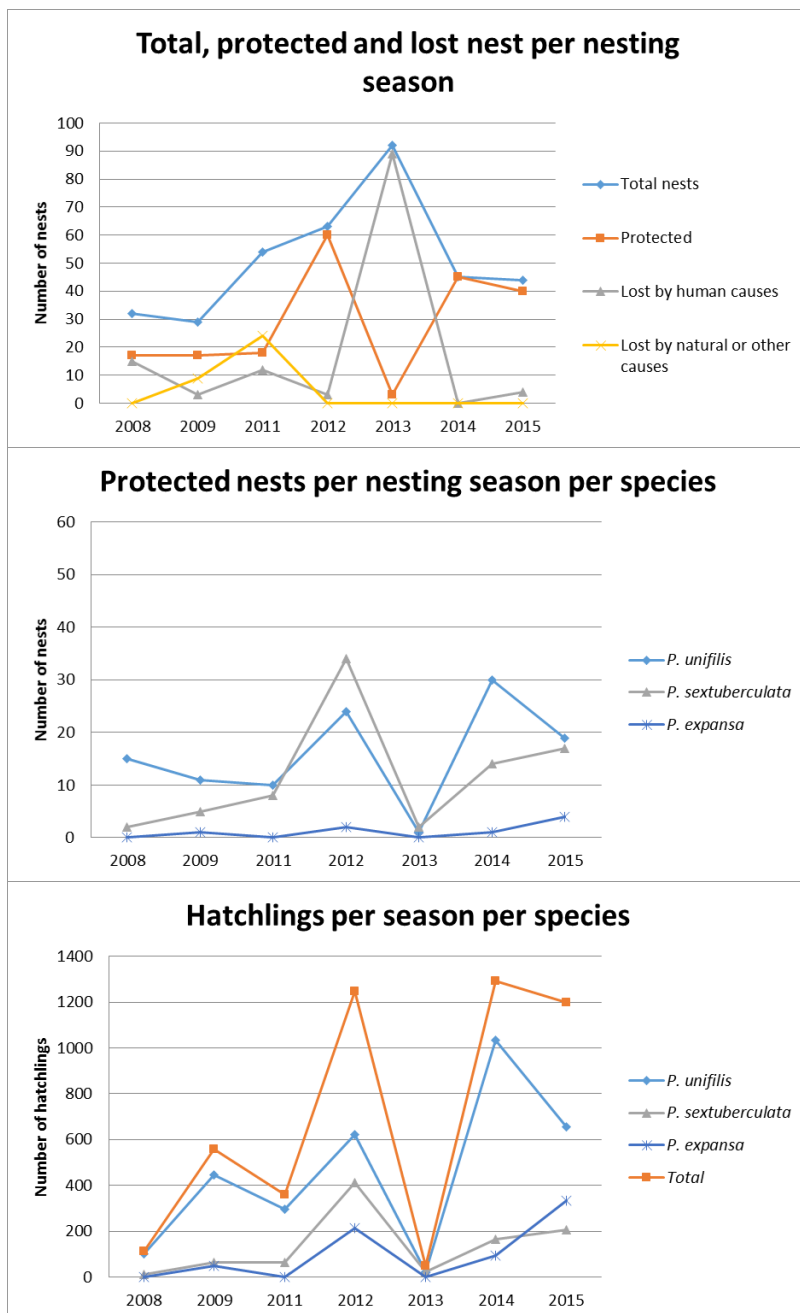 Total, protected and lost nest per nesting
season
Number of nests
100
90
80
70
60
50
40
30
20
10
0
2008 2009 2011 2012 2013 2014 2015
Total nests
Protected
Lost by human causes
Lost by natural or other
causes
Protected nests per nesting season per species
Number of nests
60
50
40
30
20
10
0
2008 2009 2011 2012 2013 2014 2015
P. unifilis
P. sextuberculata
P. expansa
Hatchlings per season per species
Number of hatchlings
1400
1200
1000
800
600
400
200
0
2008 2009 2011 2012 2013 2014 2015
P. unifilis
P. sextuberculata
P. expansa
Total